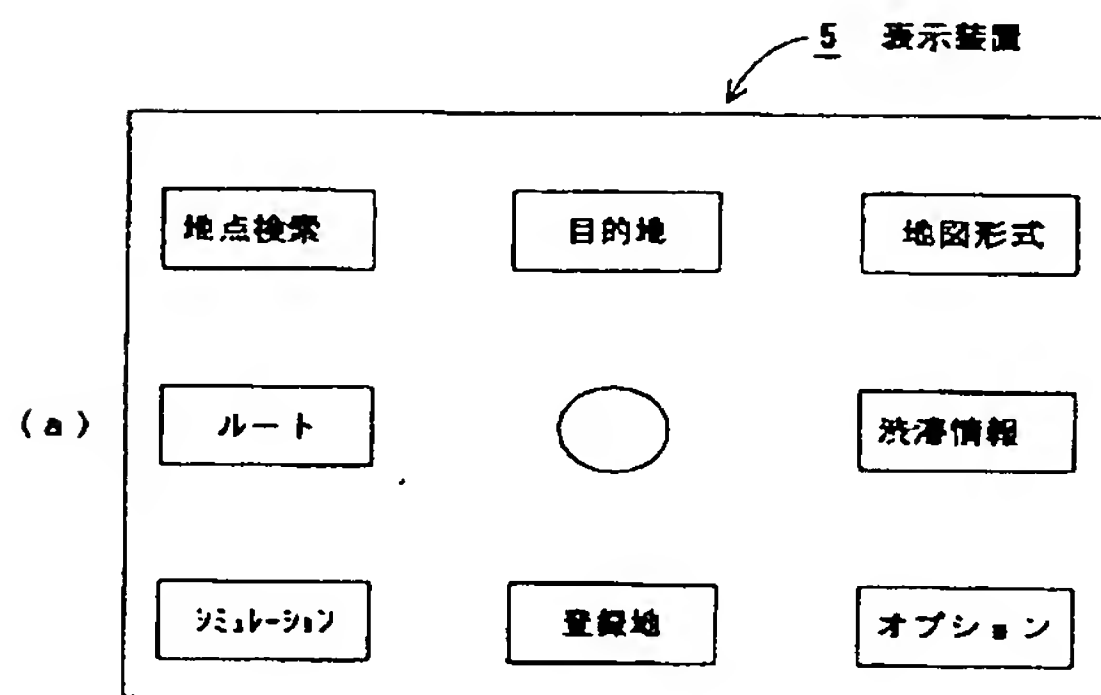 5 表示装置
地点検索 目的地 地図形式
(a) ルート 渋滞情報
シミュレーション 登録地 オプション